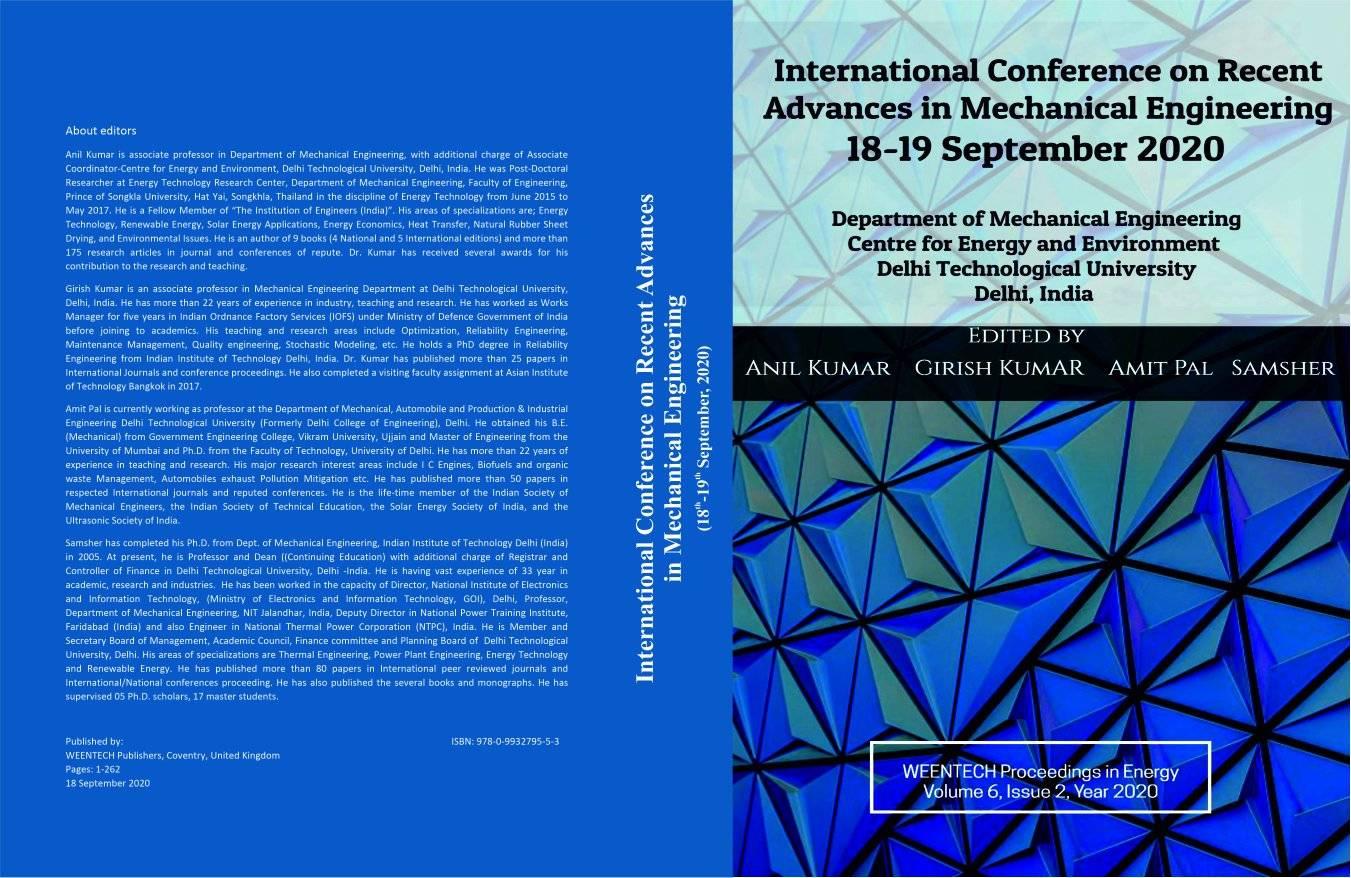 About editors
Anil Kumar is associate professor in Department of Mechanical Engineering, with additional charge of Associate
Coordinator-Centre for Energy and Environment, Delhi Technological University, Delhi, India. He was Post-Doctoral
Researcher at Energy Technology Research Center, Department of Mechanical Engineering, Faculty of Engineering,
Prince of Songkla University, Hat Yai, Songkhla, Thailand in the discipline of Energy Technology from June 2015 to
May 2017. He is a Fellow Member of "The Institution of Engineers (India)". His areas of specializations are; Energy
Technology, Renewable Energy, Solar Energy Applications, Energy Economics, Heat Transfer, Natural Rubber Sheet
Drying, and Environmental Issues. He is an author of 9 books (4 National and 5 International editions) and more than
175 research articles in journal and conferences of repute. Dr. Kumar has received several awards for his
contribution to the research and teaching.
Girish Kumar is an associate professor in Mechanical Engineering Department at Delhi Technological University,
Delhi, India. He has more than 22 years of experience in industry, teaching and research. He has worked as Works
Manager for five years in Indian Ordnance Factory Services (IOFS) under Ministry of Defence Government of India
before joining to academics. His teaching and research areas include Optimization, Reliability Engineering,
Maintenance Management, Quality engineering, Stochastic Modeling, etc. He holds a PhD degree in Reliability
Engineering from Indian Institute of Technology Delhi, India. Dr. Kumar has published more than 25 papers in
International Journals and conference proceedings. He also completed a visiting faculty assignment at Asian Institute
of Technology Bangkok in 2017.
Amit Pal is currently working as professor at the Department of Mechanical, Automobile and Production & Industrial
Engineering Delhi Technological University (Formerly Delhi College of Engineering), Delhi. He obtained his B.E.
(Mechanical) from Government Engineering College, Vikram University, Ujjain and Master of Engineering from the
University of Mumbai and Ph.D. from the Faculty of Technology, University of Delhi. He has more than 22 years of
experience in teaching and research. His major research interest areas include I C Engines, Biofuels and organic
waste Management, Automobiles exhaust Pollution Mitigation etc. He has published more than 50 papers in
respected International journals and reputed conferences. He is the life-time member of the Indian Society of
Mechanical Engineers, the Indian Society of Technical Education, the Solar Energy Society of India, and the
Ultrasonic Society of India.
Samsher has completed his Ph.D. from Dept. of Mechanical Engineering, Indian Institute of Technology Delhi (India)
in 2005. At present, he is Professor and Dean ((Continuing Education) with additional charge of Registrar and
Controller of Finance in Delhi Technological University, Delhi -India. He is having vast experience of 33 year in
academic, research and industries. He has been worked in the capacity of Director, National Institute of Electronics
and Information Technology, (Ministry of Electronics and Information Technology, GOI), Delhi, Professor,
Department of Mechanical Engineering, NIT Jalandhar, India, Deputy Director in National Power Training Institute,
Faridabad (India) and also Engineer in National Thermal Power Corporation (NTPC), India. He is Member and
Secretary Board of Management, Academic Council, Finance committee and Planning Board of Delhi Technological
University, Delhi. His areas of specializations are Thermal Engineering, Power Plant Engineering, Energy Technology
and Renewable Energy. He has published more than 80 papers in International peer reviewed journals and
International/National conferences proceeding. He has also published the several books and monographs. He has
supervised 05 Ph.D. scholars, 17 master students.
Published by:
WEENTECH Publishers, Coventry, United Kingdom
Pages: 1-262
18 September 2020
ISBN: 978-0-9932795-5-3
International Conference on Recent Advances
in Mechanical Engineering
(18th-19th September, 2020)
International Conference on Recent
Advances in Mechanical Engineering
18-19 September 2020
Department of Mechanical Engineering
Centre for Energy and Environment
Delhi Technological University
Delhi, India
EDITED BY
ANIL KUMAR GIRISH KUMAR AMIT PAL SAMSHER
WEENTECH Proceedings in Energy
Volume 6, Issue 2, Year 2020